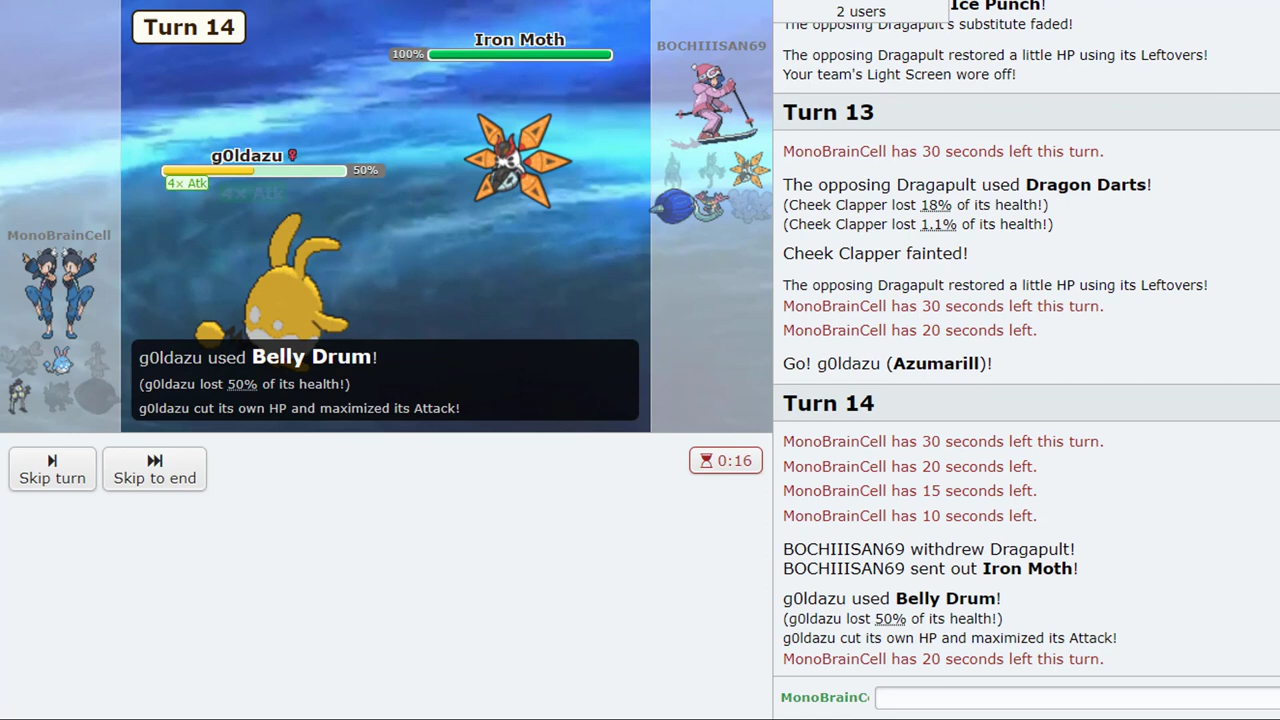 Turn 14
Iron Moth
100%
g0ldazu
50%
4× Atk
4× Atk
MonoBrainCell
BOCHIIISAN69
g0ldazu used Belly Drum!
(g0ldazu lost 50% of its health!)
g0ldazu cut its own HP and maximized its Attack!
Skip turn
Skip to end
0:16
2 users
Ice Punch!
The opposing Dragapult's substitute faded!
The opposing Dragapult restored a little HP using its Leftovers!
Your team's Light Screen wore off!
Turn 13
MonoBrainCell has 30 seconds left this turn.
The opposing Dragapult used Dragon Darts!
(Cheek Clapper lost 18% of its health!)
(Cheek Clapper lost 1.1% of its health!)
Cheek Clapper fainted!
The opposing Dragapult restored a little HP using its Leftovers!
MonoBrainCell has 30 seconds left this turn.
MonoBrainCell has 20 seconds left.
Go! g0ldazu (Azumarill)!
Turn 14
MonoBrainCell has 30 seconds left this turn.
MonoBrainCell has 20 seconds left.
MonoBrainCell has 15 seconds left.
MonoBrainCell has 10 seconds left.
BOCHIIISAN69 withdrew Dragapult!
BOCHIIISAN69 sent out Iron Moth!
g0ldazu used Belly Drum!
(g0ldazu lost 50% of its health!)
g0ldazu cut its own HP and maximized its Attack!
MonoBrainCell has 20 seconds left this turn.
MonoBrainC